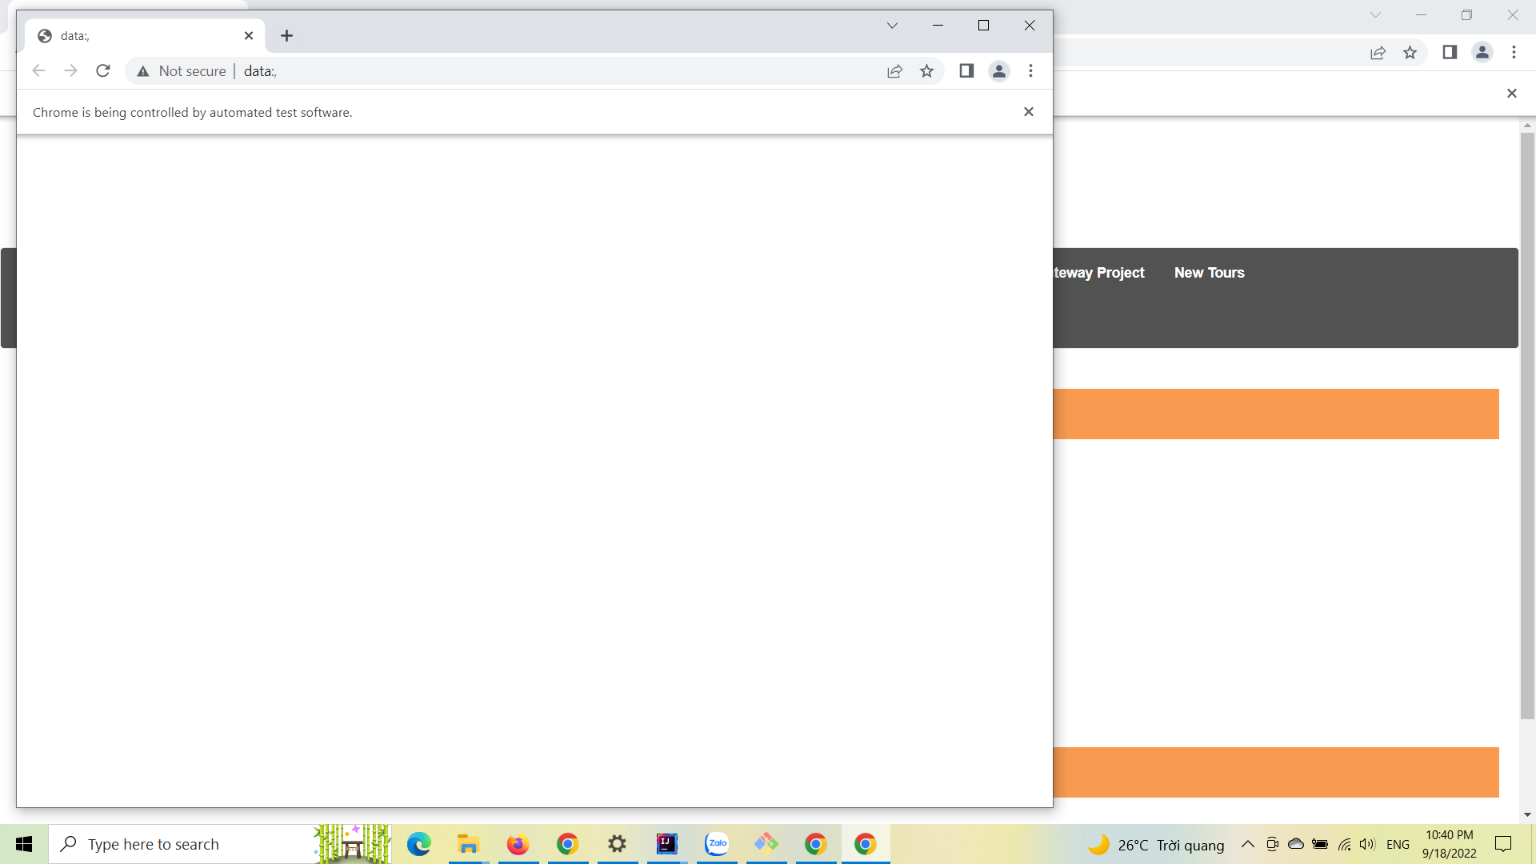 data:,
Not secure
data:,
Chrome is being controlled by automated test software.
teway Project
New Tours
Type here to search
IJ
Zalo
26°C Trời quang
ENG
10:40 PM
9/18/2022